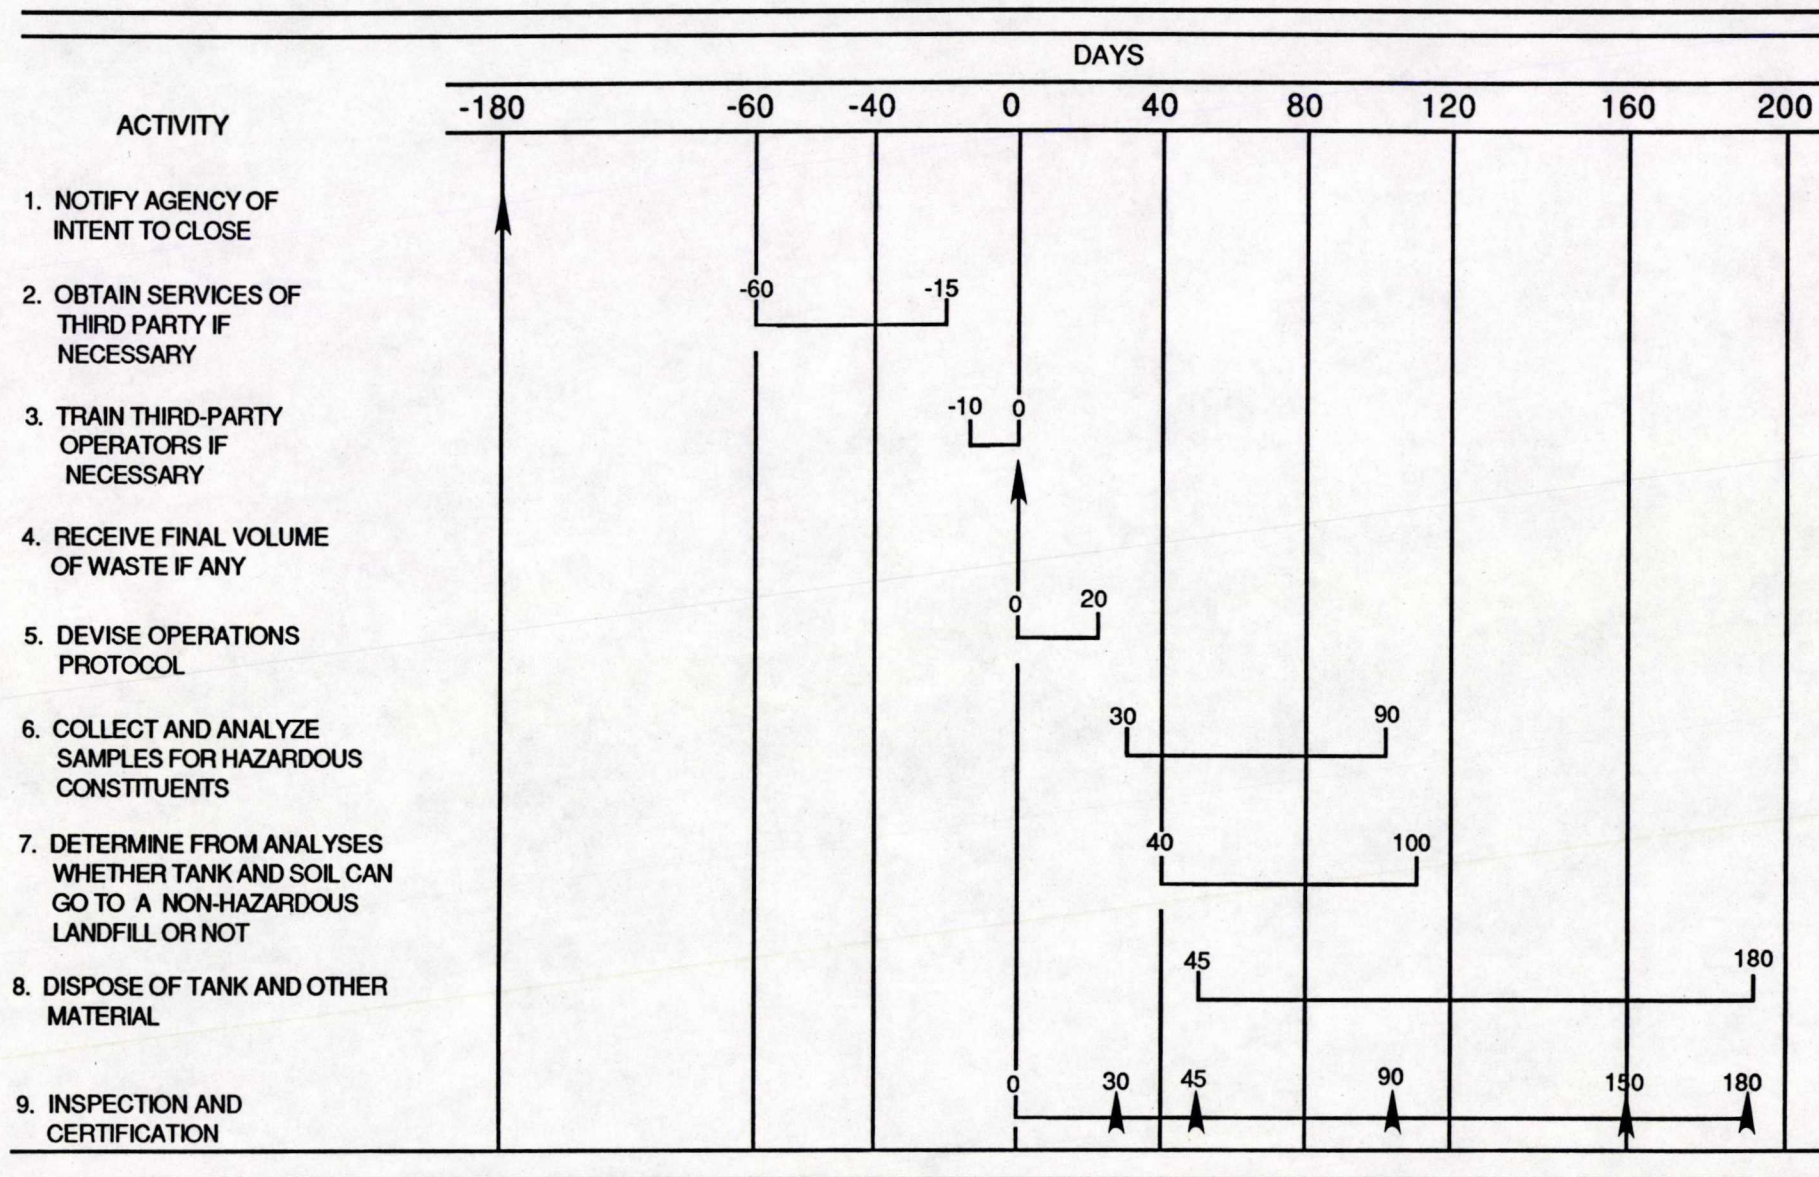 DAYS
ACTIVITY -180 -60 -40 0 40 80 120 160 200
1. NOTIFY AGENCY OF
INTENT TO CLOSE
2. OBTAIN SERVICES OF
THIRD PARTY IF
NECESSARY
-60 -15
3. TRAIN THIRD-PARTY
OPERATORS IF
NECESSARY
-10 0
4. RECEIVE FINAL VOLUME
OF WASTE IF ANY
5. DEVISE OPERATIONS
PROTOCOL
0 20
6. COLLECT AND ANALYZE
SAMPLES FOR HAZARDOUS
CONSTITUENTS
30 90
7. DETERMINE FROM ANALYSES
WHETHER TANK AND SOIL CAN
GO TO A NON-HAZARDOUS
LANDFILL OR NOT
40 100
8. DISPOSE OF TANK AND OTHER
MATERIAL
45 180
9. INSPECTION AND
CERTIFICATION
0 30 45 90 150 180